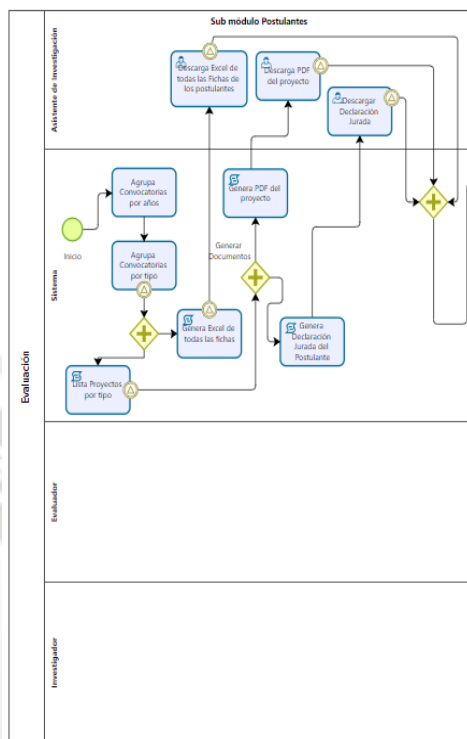 Sub módulo Postulantes
Evaluación
Asistente de Investigación
Descarga Excel de
todas las Fichas de
los postulantes
Descarga PDF
del proyecto
Descargar
Declaración
Jurada
Sistema
Inicio
Agrupa
Convocatorias
por años
Agrupa
Convocatorias
por tipo
Genera PDF del
proyecto
Generar
Documentos
Genera Excel de
todas las fichas
Genera
Declaración
Jurada del
Postulante
Lista Proyectos
por tipo
Evaluador
Investigador